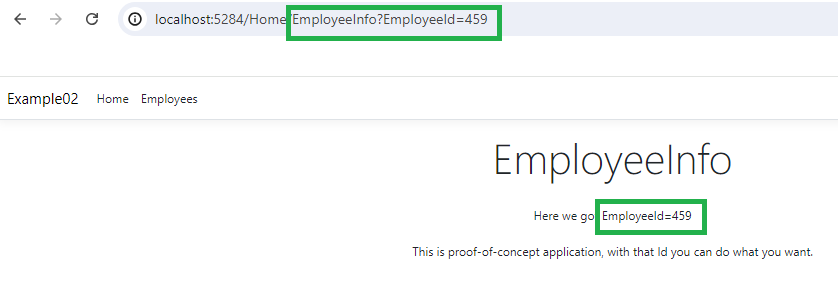 localhost:5284/Home/EmployeeInfo?EmployeeId=459
Example02 Home Employees
EmployeeInfo
Here we go EmployeeId=459
This is proof-of-concept application, with that Id you can do what you want.